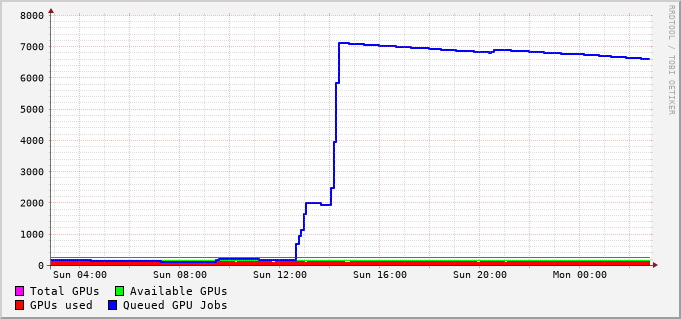 8000
7000
6000
5000
4000
3000
2000
1000
0
Sun 04:00 Sun 08:00 Sun 12:00 Sun 16:00 Sun 20:00 Mon 00:00
Total GPUs Available GPUs
GPUs used Queued GPU Jobs
RRDTOOL / TOBI OETIKER